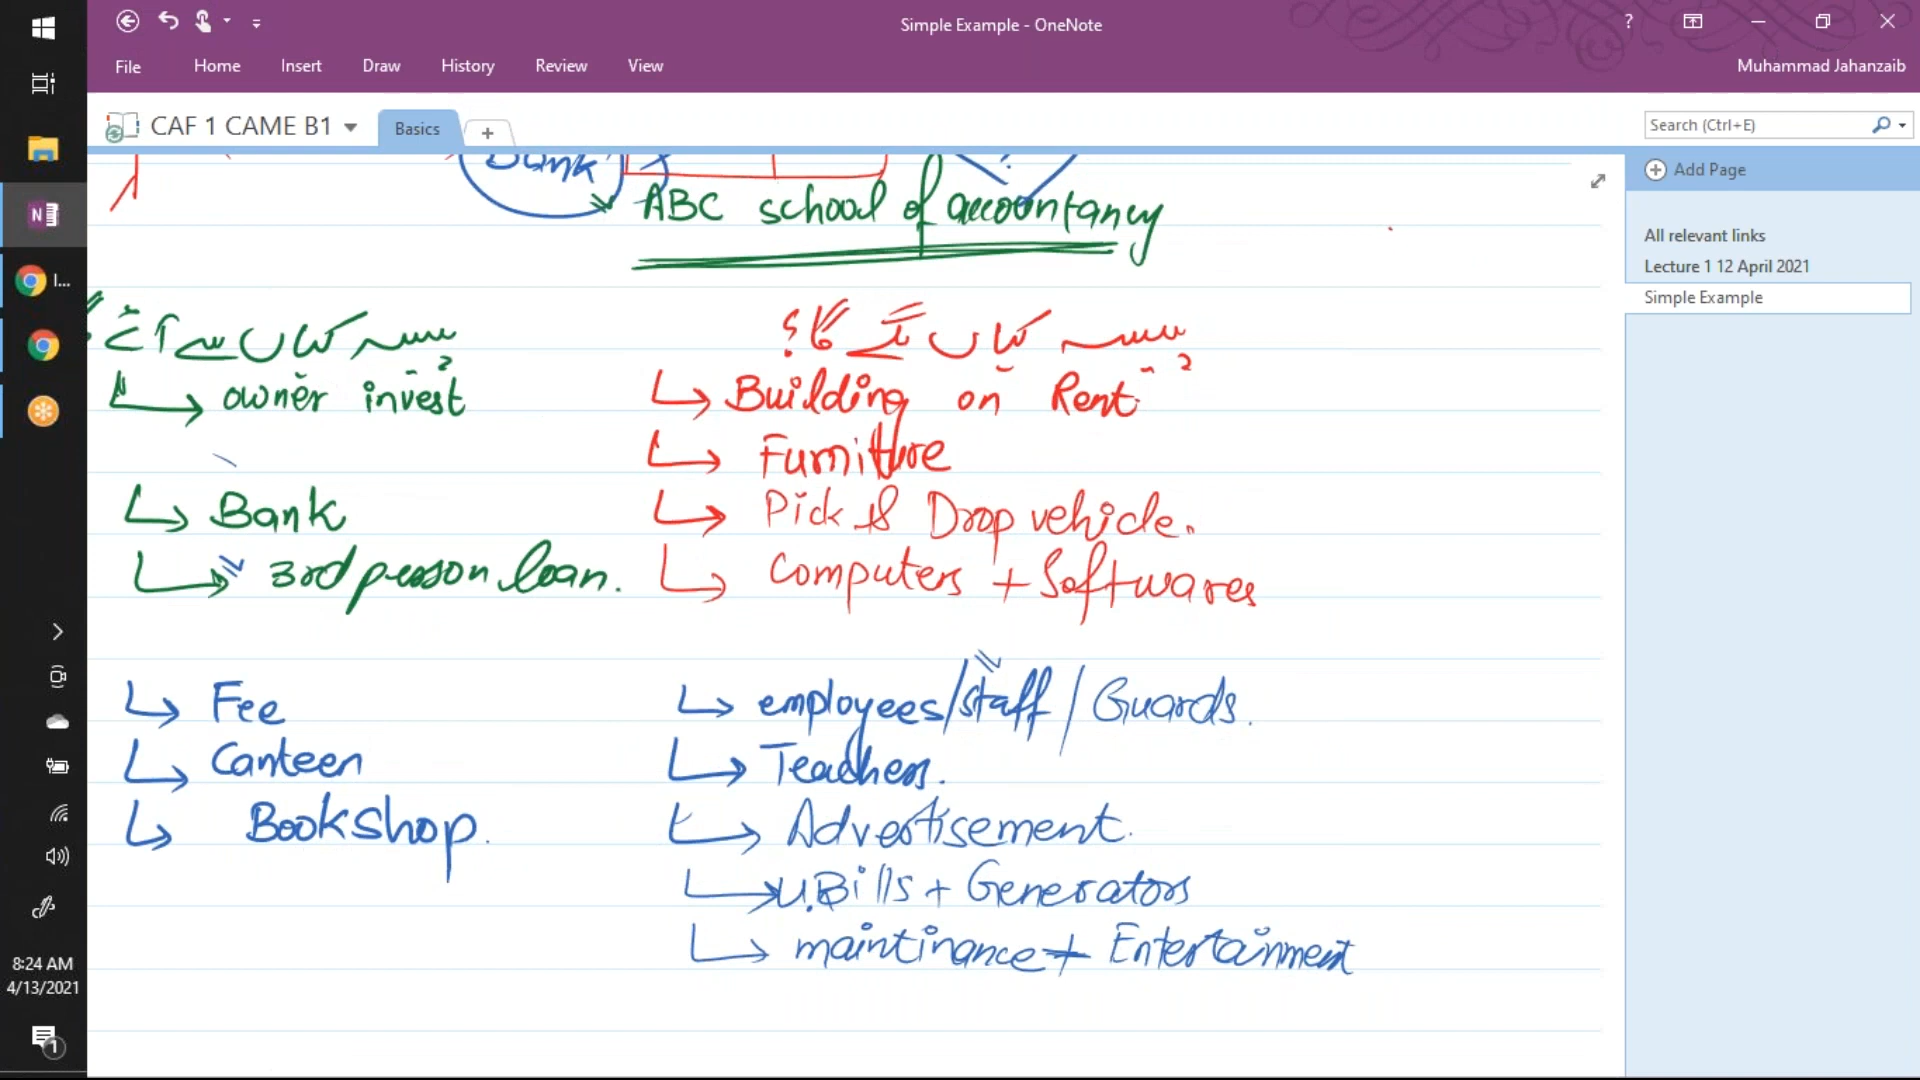 Simple Example - OneNote
?
File Home Insert Draw History Review View
Muhammad Jahanzaib
CAF 1 CAME B1 Basics +
Search (Ctrl+E)
Add Page
All relevant links
Lecture 1 12 April 2021
Simple Example
I...
Bank
ABC school of accountancy
پیسہ کہاں سے آئے
owner invest
Bank
3rd person loan.
پیسہ کہاں لگے گا؟
Building on Rent
Furniture
Pick & Drop vehicle.
Computers + Softwares
Fee
Canteen
Bookshop.
employees/staff/Guards.
Teachers.
Advertisement.
U.Bills + Generators
maintinance + Entertainment
8:24 AM
4/13/2021
1